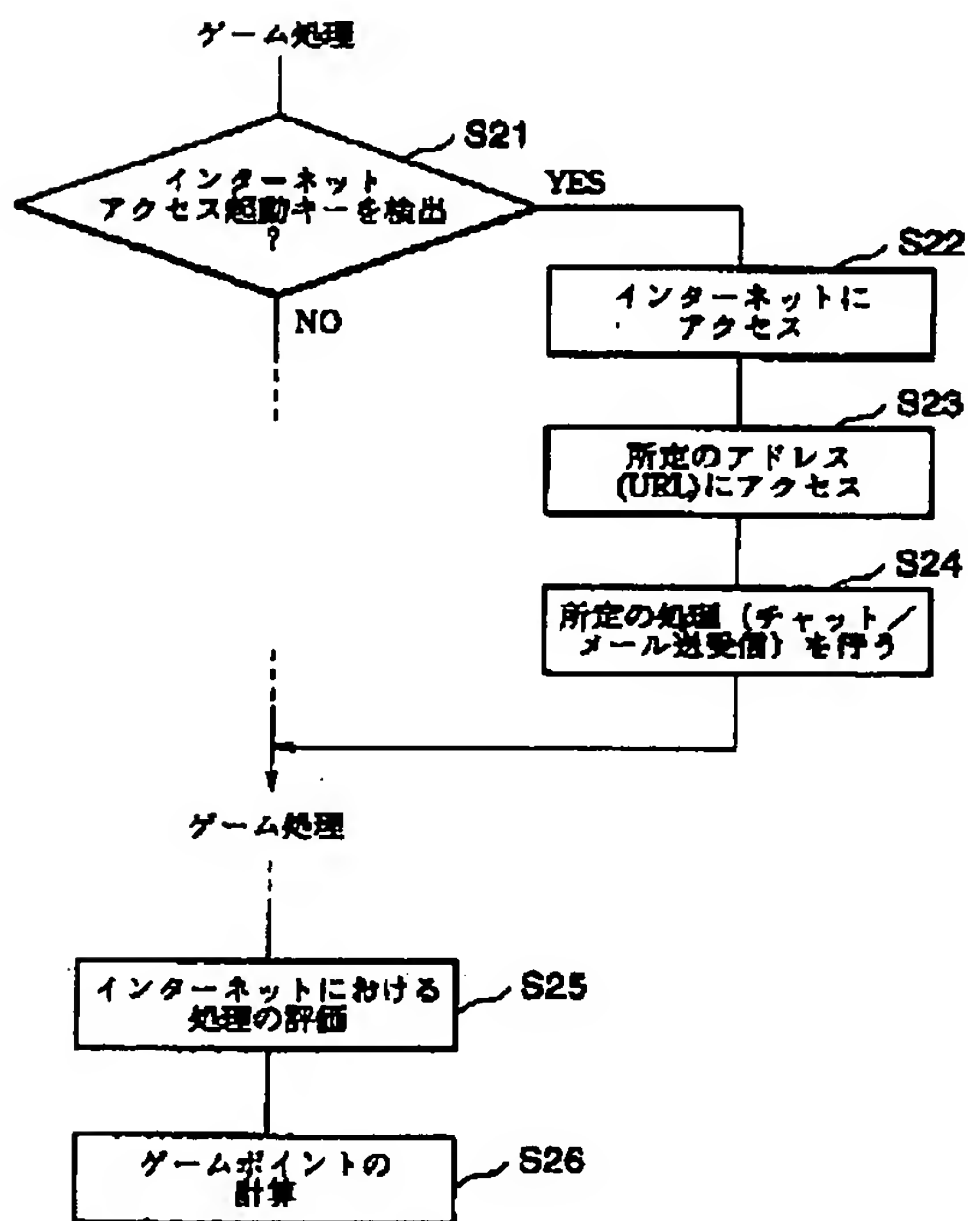 ゲーム処理
S21
インターネット
アクセス起動キーを検出
?
YES
NO
S22
インターネットに
アクセス
S23
所定のアドレス
(URL)にアクセス
S24
所定の処理（チャット／
メール送受信）を行う
ゲーム処理
インターネットにおける
処理の評価
S25
ゲームポイントの
計算
S26